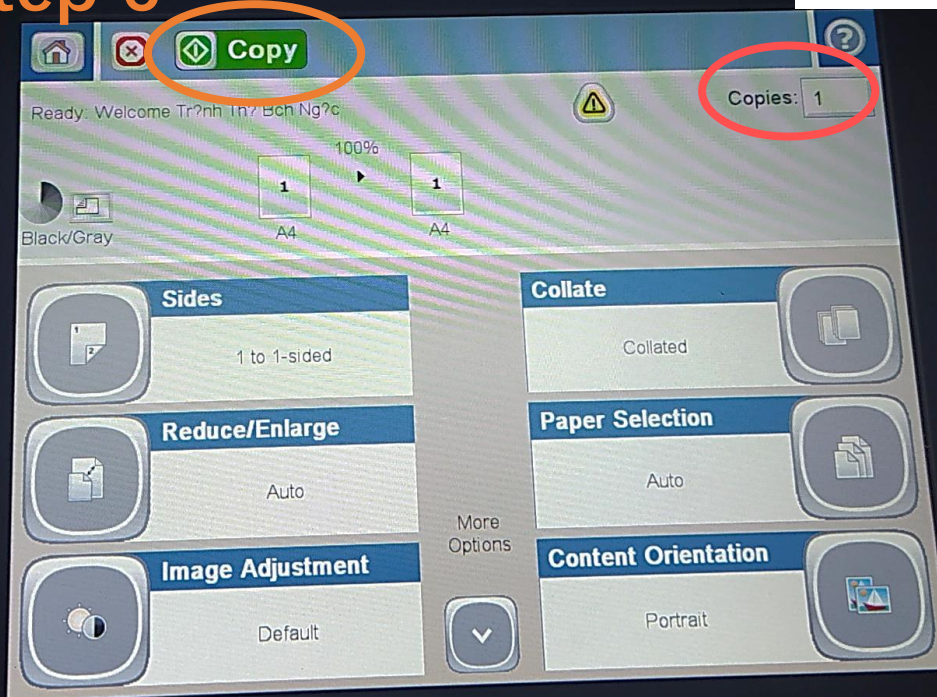 Copy
Copies: 1
Ready: Welcome Tr?nh Th? Bch Ng?c
100%
1
1
A4
A4
Black/Gray
Sides
1 to 1-sided
Collate
Collated
Reduce/Enlarge
Auto
Paper Selection
Auto
More
Options
Image Adjustment
Default
Content Orientation
Portrait